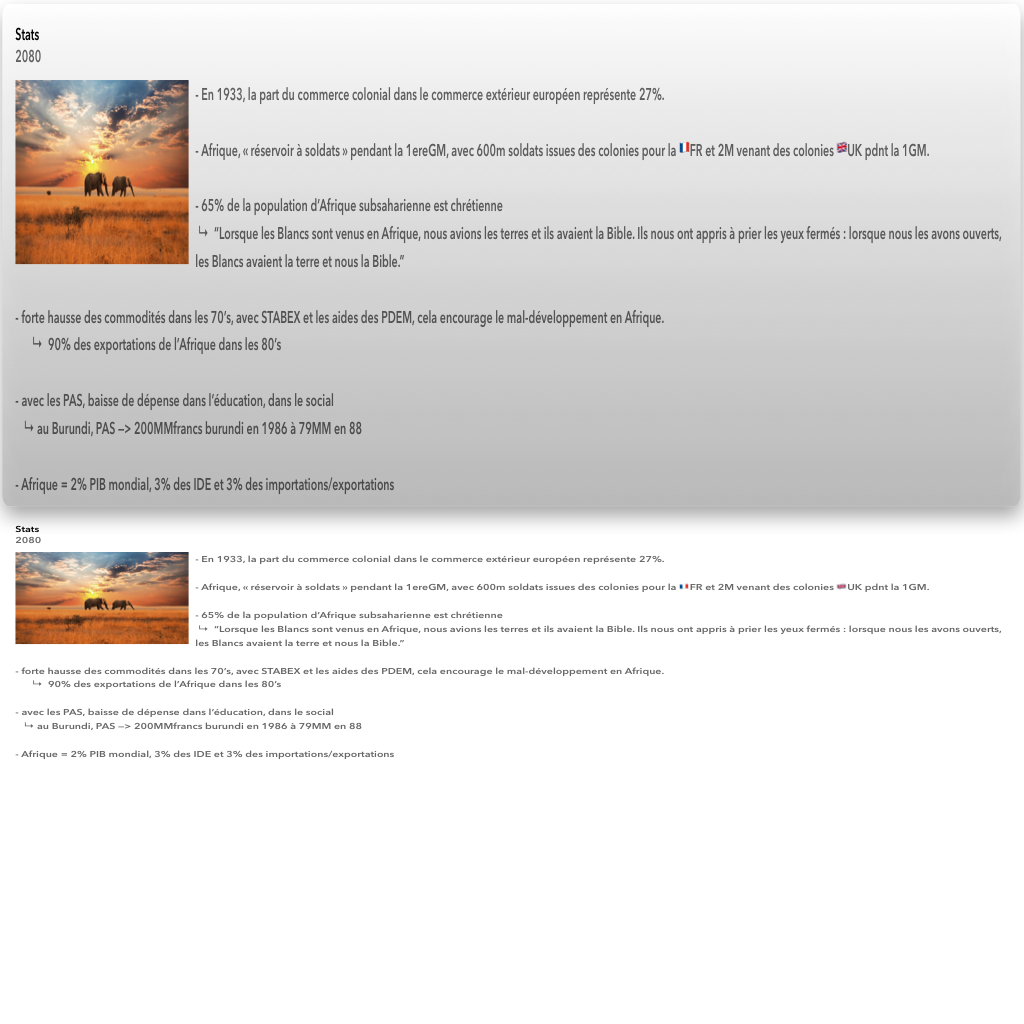 Stats
2080
- En 1933, la part du commerce colonial dans le commerce extérieur européen représente 27%.
- Afrique, « réservoir à soldats » pendant la 1ereGM, avec 600m soldats issues des colonies pour la 🇫🇷FR et 2M venant des colonies 🇬🇧UK pdnt la 1GM.
- 65% de la population d’Afrique subsaharienne est chrétienne
↪ “Lorsque les Blancs sont venus en Afrique, nous avions les terres et ils avaient la Bible. Ils nous ont appris à prier les yeux fermés : lorsque nous les avons ouverts,
les Blancs avaient la terre et nous la Bible.”
- forte hausse des commodités dans les 70’s, avec STABEX et les aides des PDEM, cela encourage le mal-développement en Afrique.
↪ 90% des exportations de l’Afrique dans les 80’s
- avec les PAS, baisse de dépense dans l’éducation, dans le social
↪ au Burundi, PAS —> 200MMfrancs burundi en 1986 à 79MM en 88
- Afrique = 2% PIB mondial, 3% des IDE et 3% des importations/exportations
Stats
2080
- En 1933, la part du commerce colonial dans le commerce extérieur européen représente 27%.
- Afrique, « réservoir à soldats » pendant la 1ereGM, avec 600m soldats issues des colonies pour la 🇫🇷FR et 2M venant des colonies 🇬🇧UK pdnt la 1GM.
- 65% de la population d’Afrique subsaharienne est chrétienne
↪ “Lorsque les Blancs sont venus en Afrique, nous avions les terres et ils avaient la Bible. Ils nous ont appris à prier les yeux fermés : lorsque nous les avons ouverts,
les Blancs avaient la terre et nous la Bible.”
- forte hausse des commodités dans les 70’s, avec STABEX et les aides des PDEM, cela encourage le mal-développement en Afrique.
↪ 90% des exportations de l’Afrique dans les 80’s
- avec les PAS, baisse de dépense dans l’éducation, dans le social
↪ au Burundi, PAS —> 200MMfrancs burundi en 1986 à 79MM en 88
- Afrique = 2% PIB mondial, 3% des IDE et 3% des importations/exportations